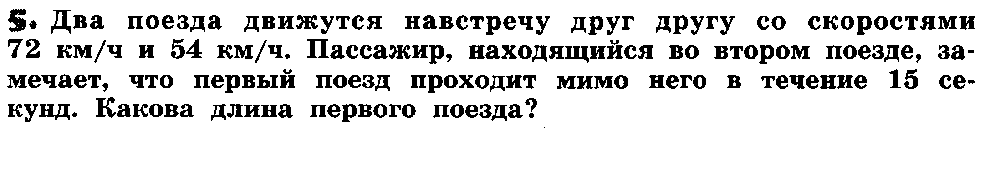 5. Два поезда движутся навстречу друг другу со скоростями
72 км/ч и 54 км/ч. Пассажир, находящийся во втором поезде, за-
мечает, что первый поезд проходит мимо него в течение 15 се-
кунд. Какова длина первого поезда?